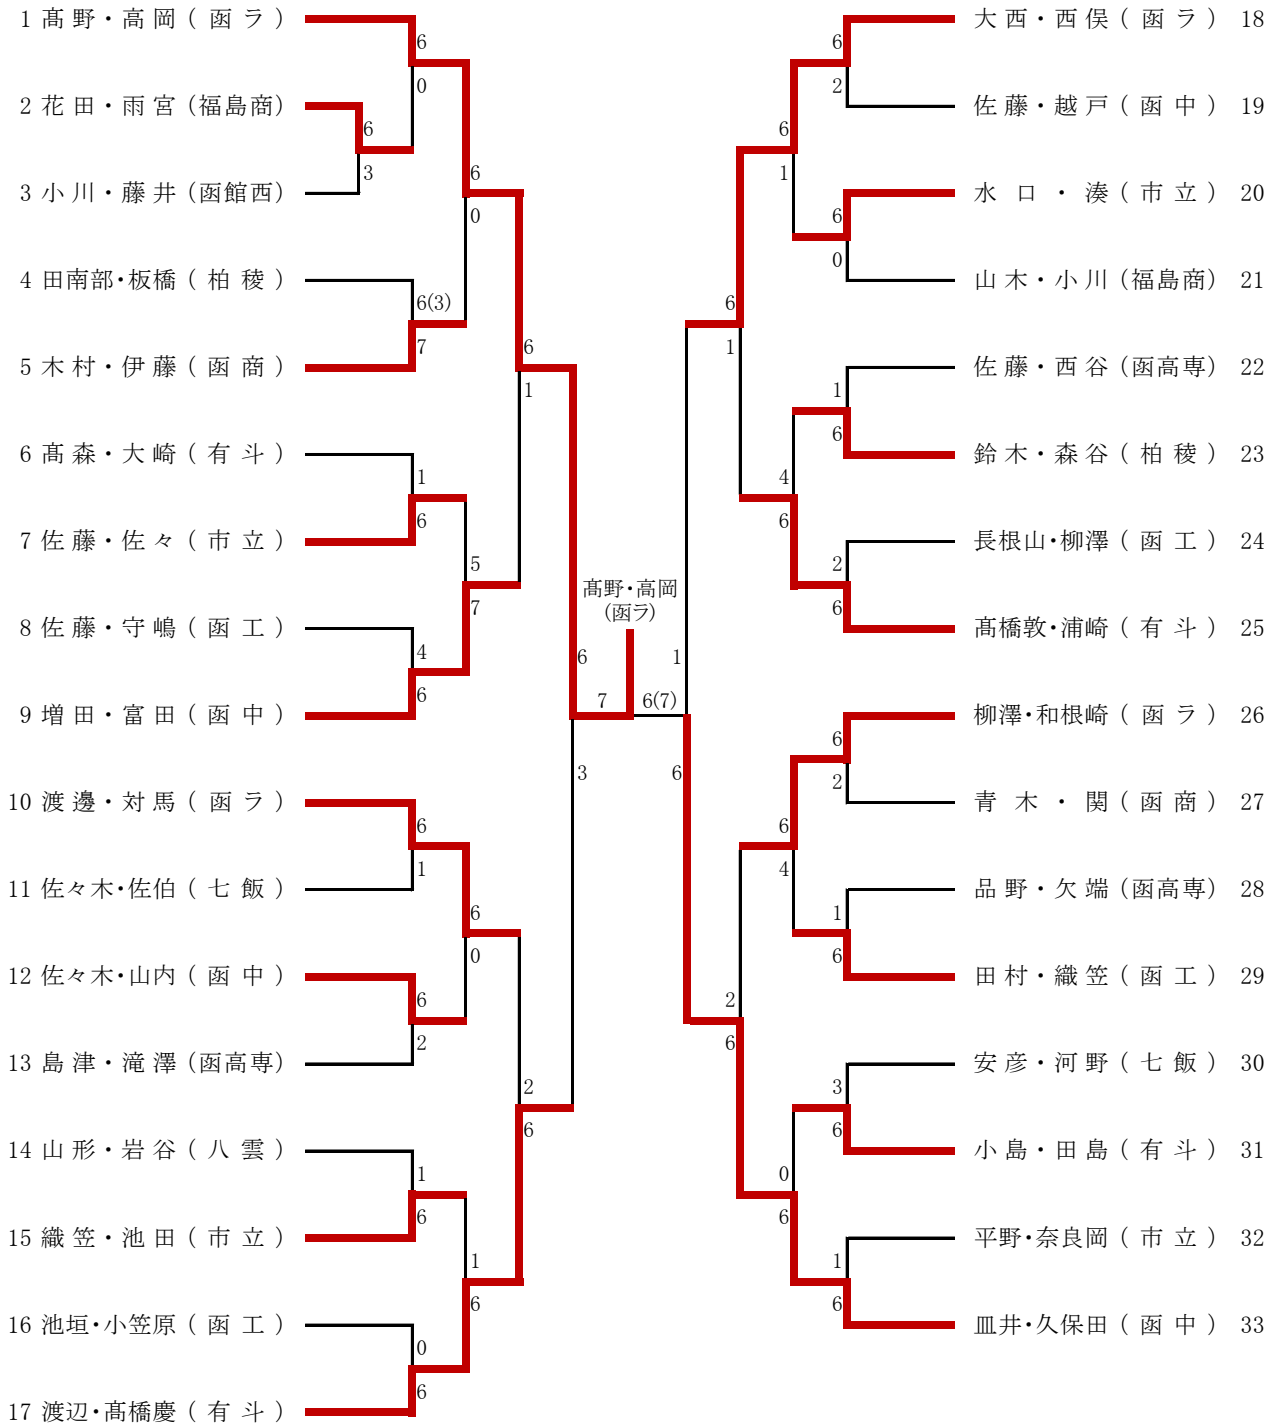 1 髙野・高岡（函ラ）
6
0
2 花田・雨宮（福島商）
6
3
3 小川・藤井（函館西）
6
0
4 田南部・板橋（柏稜）
6(3)
7
5 木村・伊藤（函商）
6
1
6 髙森・大崎（有斗）
1
6
7 佐藤・佐々（市立）
5
7
8 佐藤・守嶋（函工）
4
6
9 増田・富田（函中）
6
3
10 渡邊・対馬（函ラ）
6
1
11 佐々木・佐伯（七飯）
6
0
12 佐々木・山内（函中）
6
2
13 島津・滝澤（函高専）
2
6
14 山形・岩谷（八雲）
1
6
15 織笠・池田（市立）
1
6
16 池垣・小笠原（函工）
0
6
17 渡辺・髙橋慶（有斗）
髙野・高岡
(函ラ)
7 6(7)
大西・西俣（函ラ） 18
6
2
佐藤・越戸（函中） 19
6
1
水口・湊（市立） 20
6
0
山木・小川（福島商） 21
6
1
佐藤・西谷（函高専） 22
1
6
鈴木・森谷（柏稜） 23
4
6
長根山・柳澤（函工） 24
2
6
髙橋敦・浦崎（有斗） 25
1
6
柳澤・和根崎（函ラ） 26
6
2
青木・関（函商） 27
6
4
品野・欠端（函高専） 28
1
6
田村・織笠（函工） 29
2
6
安彦・河野（七飯） 30
3
6
小島・田島（有斗） 31
0
6
平野・奈良岡（市立） 32
1
6
皿井・久保田（函中） 33